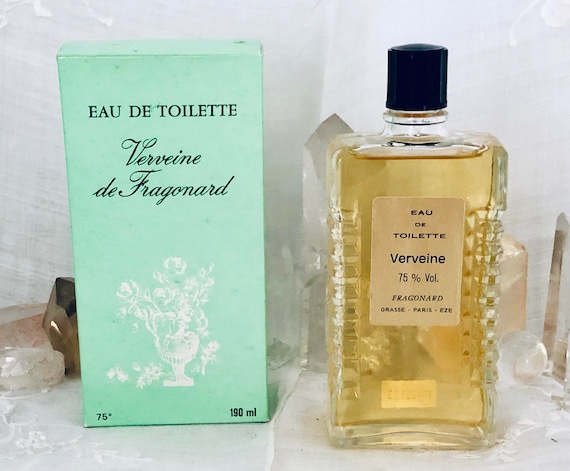 EAU DE TOILETTE
Verveine
de Fragonard
75°
190 ml
EAU
DE
TOILETTE
Verveine
75 % Vol.
FRAGONARD
GRASSE - PARIS - EZE